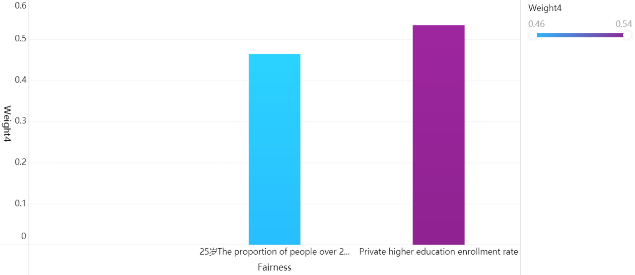 Weight4
0.46 0.54
0.6
0.5
0.4
0.3
0.2
0.1
0
Weight4
25岁The proportion of people over 2... Private higher education enrollment rate
Fairness